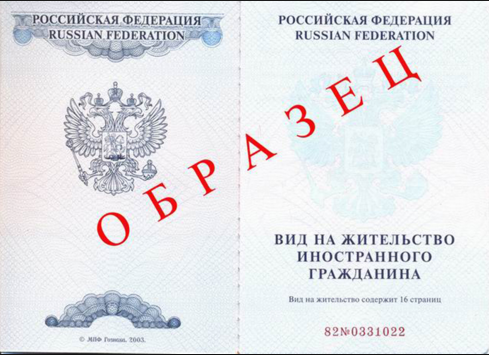 РОССИЙСКАЯ ФЕДЕРАЦИЯ
RUSSIAN FEDERATION
© МПФ Гознак, 2003.
РОССИЙСКАЯ ФЕДЕРАЦИЯ
RUSSIAN FEDERATION
ВИД НА ЖИТЕЛЬСТВО
ИНОСТРАННОГО
ГРАЖДАНИНА
Вид на жительство содержит 16 страниц
82№0331022
ОБРАЗЕЦ